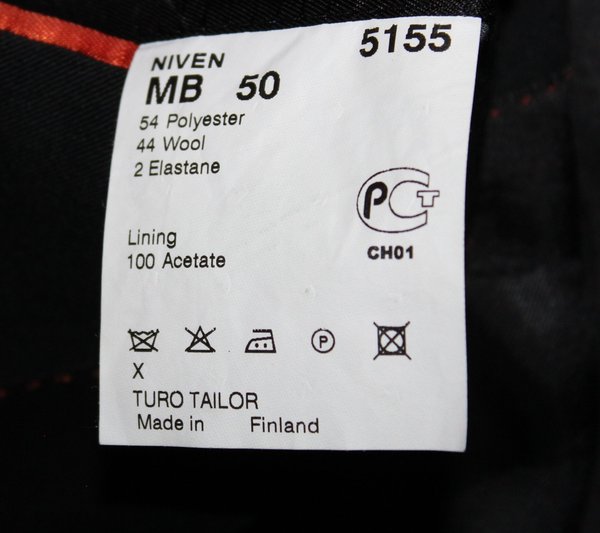 NIVEN 5155
MB 50
54 Polyester
44 Wool
2 Elastane
PCT
CH01
Lining
100 Acetate
P
X
TURO TAILOR
Made in Finland